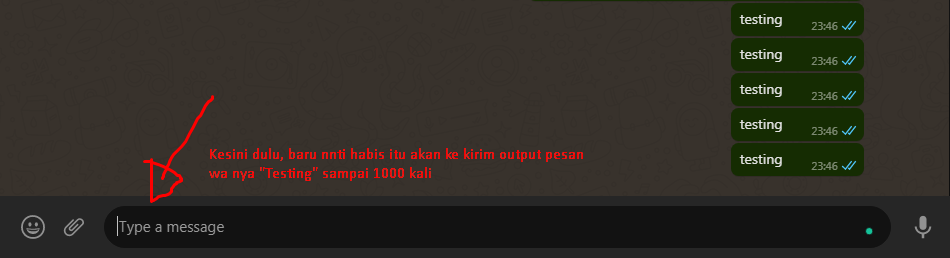 testing
23:46
testing
23:46
testing
23:46
testing
23:46
testing
23:46
Kesini dulu, baru nnti habis itu akan ke kirim output pesan
wa nya "Testing" sampai 1000 kali
Type a message